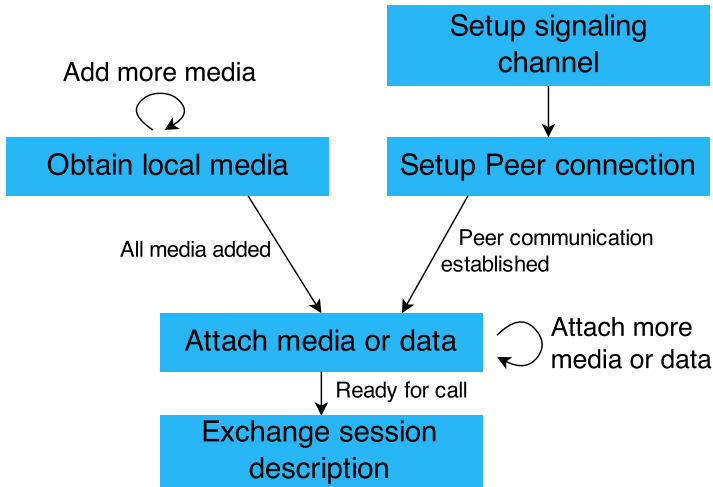 Setup signaling
channel
Add more media
Obtain local media
Setup Peer connection
All media added
Peer communication
established
Attach media or data
Attach more
media or data
Ready for call
Exchange session
description